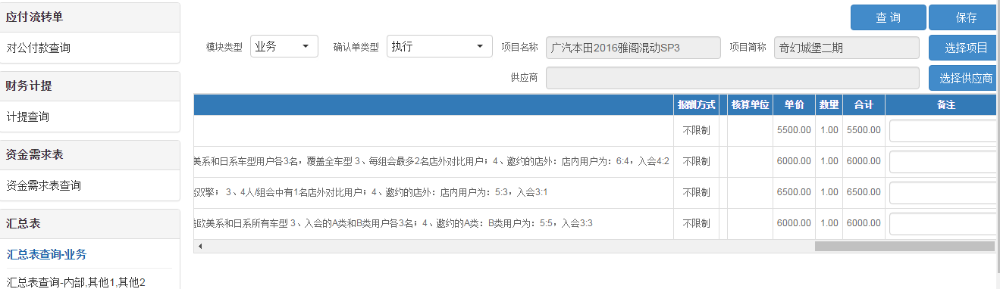 应付流转单
对公付款查询
财务计提
计提查询
资金需求表
资金需求表查询
汇总表
汇总表查询-业务
汇总表查询-内部,其他1,其他2
查 询 保存
模块类型 业务 确认单类型 执行 项目名称 广汽本田2016雅阁混动SP3 项目简称 奇幻城堡二期 选择项目
供应商 选择供应商
报酬方式 核算单位 单价 数量 合计 备注
不限制 5500.00 1.00 5500.00
美系和日系车型用户各3名，覆盖全车型 3、每组会最多2名店外对比用户；4、邀约的店外：店内用户为：6:4，入会4:2 不限制 6000.00 1.00 6000.00
双擎； 3、4人/组会中有1名店外对比用户；4、邀约的店外：店内用户为：5:3，入会3:1 不限制 6500.00 1.00 6500.00
欧美系和日系所有车型 3、入会的A类和B类用户各3名；4、邀约的A类：B类用户为：5:5，入会3:3 不限制 6000.00 1.00 6000.00